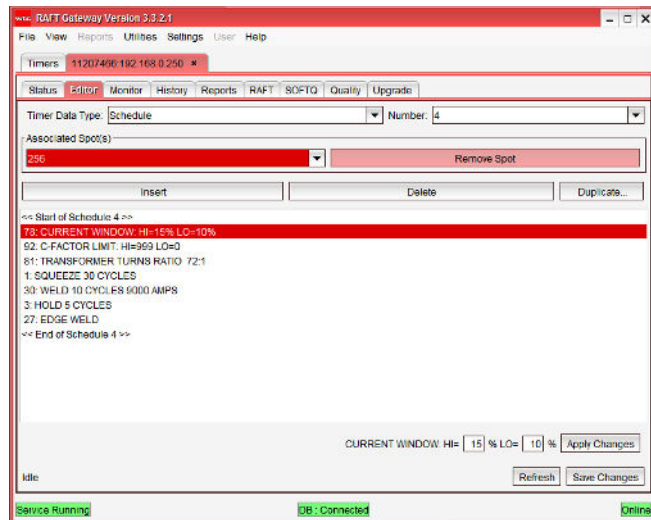 WTC RAFT Gateway Version 3.3.2.1
File View Reports Utilities Settings User Help
Timers 11207466:192.168.0.250
Status Editor Monitor History Reports RAFT SOFTQ Quality Upgrade
Timer Data Type: Schedule Number: 4
Associated Spot(s)
256 Remove Spot
Insert Delete Duplicate...
<< Start of Schedule 4 >>
78: CURRENT WINDOW: HI=15% LO=10%
92: C-FACTOR LIMIT: HI=999 LO=0
81: TRANSFORMER TURNS RATIO 72:1
1: SQUEEZE 30 CYCLES
30: WELD 10 CYCLES 9000 AMPS
3: HOLD 5 CYCLES
27: EDGE WELD
<< End of Schedule 4 >>
CURRENT WINDOW: HI= 15 % LO= 10 % Apply Changes
Idle Refresh Save Changes
Service Running DB : Connected Online